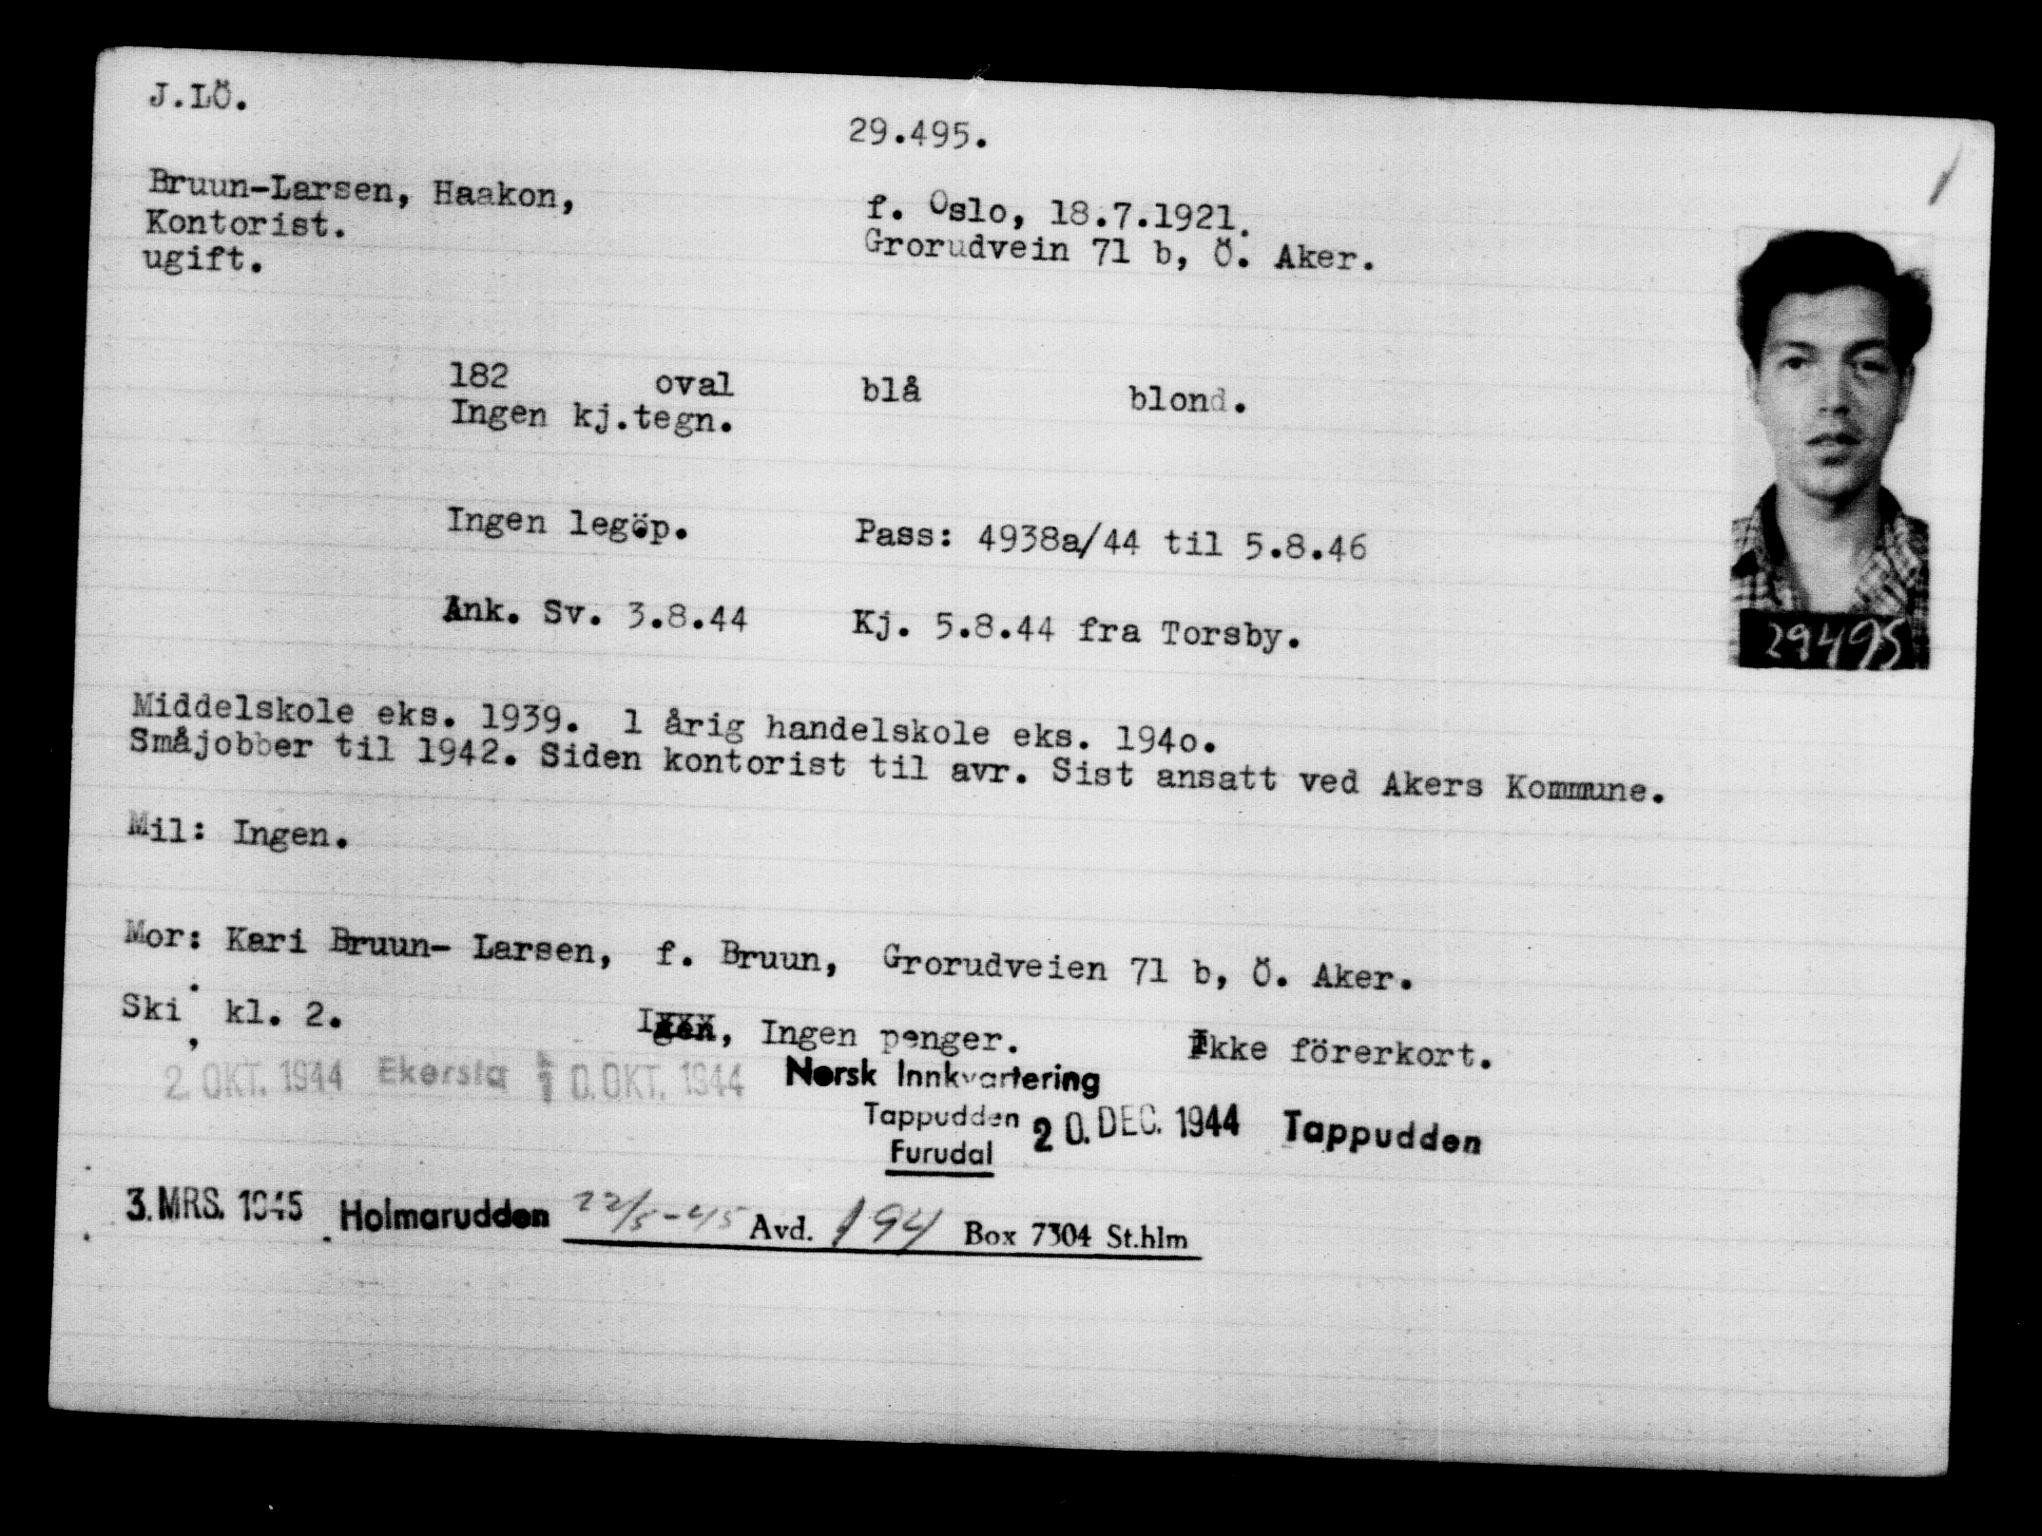 J.LÖ.
29.495.
Bruun-Larsen, Haakon,
f. Oslo, 18.7.1921.
Kontorist.
Grorudvein 71 b, Ö. Aker.
ugift.
182 oval blå blond.
Ingen kj.tegn.
Ingen legöp. Pass: 4938a/44 til 5.8.46
Ank. Sv. 3.8.44 Kj. 5.8.44 fra Torsby.
29495
Middelskole eks. 1939. 1 årig handelskole eks. 194o.
Småjobber til 1942. Siden kontorist til avr. Sist ansatt ved Akers Kommune.
Mil: Ingen.
Mor: Kari Bruun- Larsen, f. Bruun, Grorudveien 71 b, Ö. Aker.
Ski kl. 2. Igen, Ingen penger. Ikke förerkort.
2. OKT. 1944 Ekersta 10. OKT. 1944 Norsk Innkvartering
Tappudden 20. DEC. 1944 Tappudden
Furudal
3. MRS. 1945 Holmarudden 22/5-45 Avd. 194 Box 7304 St.hlm